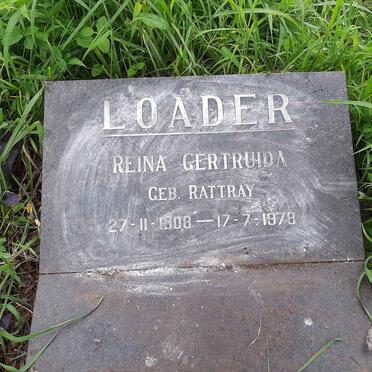 LOADER
REINA GERTRUIDA
GEB. RATTRAY
27-11-1908 — 17-7-1978